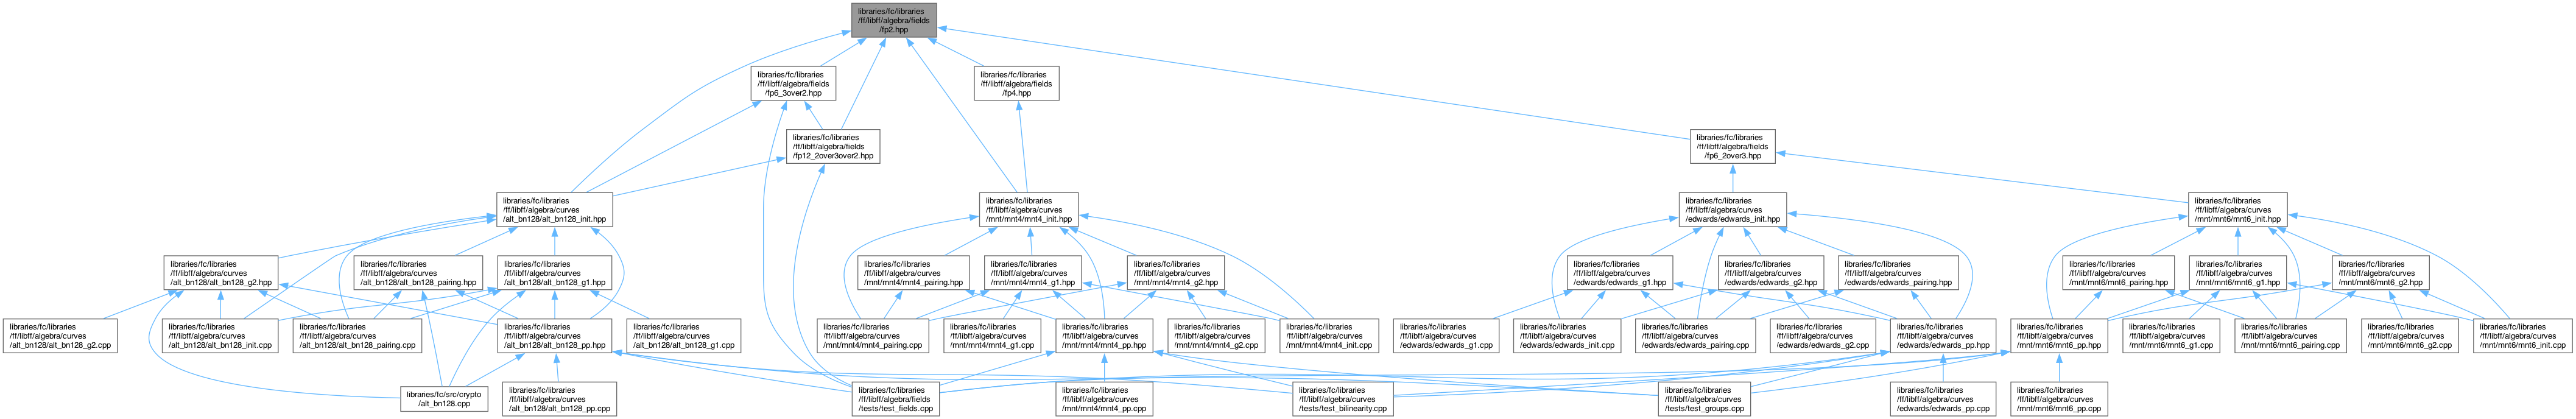 libraries/fc/libraries
/ff/libff/algebra/fields
/fp2.hpp
libraries/fc/libraries
/ff/libff/algebra/fields
/fp6_3over2.hpp
libraries/fc/libraries
/ff/libff/algebra/fields
/fp4.hpp
libraries/fc/libraries
/ff/libff/algebra/fields
/fp12_2over3over2.hpp
libraries/fc/libraries
/ff/libff/algebra/fields
/fp6_2over3.hpp
libraries/fc/libraries
/ff/libff/algebra/curves
/alt_bn128/alt_bn128_init.hpp
libraries/fc/libraries
/ff/libff/algebra/curves
/mnt/mnt4/mnt4_init.hpp
libraries/fc/libraries
/ff/libff/algebra/curves
/edwards/edwards_init.hpp
libraries/fc/libraries
/ff/libff/algebra/curves
/mnt/mnt6/mnt6_init.hpp
libraries/fc/libraries
/ff/libff/algebra/curves
/alt_bn128/alt_bn128_g2.hpp
libraries/fc/libraries
/ff/libff/algebra/curves
/alt_bn128/alt_bn128_pairing.hpp
libraries/fc/libraries
/ff/libff/algebra/curves
/alt_bn128/alt_bn128_g1.hpp
libraries/fc/libraries
/ff/libff/algebra/curves
/mnt/mnt4/mnt4_pairing.hpp
libraries/fc/libraries
/ff/libff/algebra/curves
/mnt/mnt4/mnt4_g1.hpp
libraries/fc/libraries
/ff/libff/algebra/curves
/mnt/mnt4/mnt4_g2.hpp
libraries/fc/libraries
/ff/libff/algebra/curves
/edwards/edwards_g1.hpp
libraries/fc/libraries
/ff/libff/algebra/curves
/edwards/edwards_g2.hpp
libraries/fc/libraries
/ff/libff/algebra/curves
/edwards/edwards_pairing.hpp
libraries/fc/libraries
/ff/libff/algebra/curves
/mnt/mnt6/mnt6_pairing.hpp
libraries/fc/libraries
/ff/libff/algebra/curves
/mnt/mnt6/mnt6_g1.hpp
libraries/fc/libraries
/ff/libff/algebra/curves
/mnt/mnt6/mnt6_g2.hpp
libraries/fc/libraries
/ff/libff/algebra/curves
/alt_bn128/alt_bn128_g2.cpp
libraries/fc/libraries
/ff/libff/algebra/curves
/alt_bn128/alt_bn128_init.cpp
libraries/fc/libraries
/ff/libff/algebra/curves
/alt_bn128/alt_bn128_pairing.cpp
libraries/fc/libraries
/ff/libff/algebra/curves
/alt_bn128/alt_bn128_pp.hpp
libraries/fc/libraries
/ff/libff/algebra/curves
/alt_bn128/alt_bn128_g1.cpp
libraries/fc/libraries
/ff/libff/algebra/curves
/mnt/mnt4/mnt4_pairing.cpp
libraries/fc/libraries
/ff/libff/algebra/curves
/mnt/mnt4/mnt4_g1.cpp
libraries/fc/libraries
/ff/libff/algebra/curves
/mnt/mnt4/mnt4_pp.hpp
libraries/fc/libraries
/ff/libff/algebra/curves
/mnt/mnt4/mnt4_g2.cpp
libraries/fc/libraries
/ff/libff/algebra/curves
/mnt/mnt4/mnt4_init.cpp
libraries/fc/libraries
/ff/libff/algebra/curves
/edwards/edwards_g1.cpp
libraries/fc/libraries
/ff/libff/algebra/curves
/edwards/edwards_init.cpp
libraries/fc/libraries
/ff/libff/algebra/curves
/edwards/edwards_pairing.cpp
libraries/fc/libraries
/ff/libff/algebra/curves
/edwards/edwards_g2.cpp
libraries/fc/libraries
/ff/libff/algebra/curves
/edwards/edwards_pp.hpp
libraries/fc/libraries
/ff/libff/algebra/curves
/mnt/mnt6/mnt6_pp.hpp
libraries/fc/libraries
/ff/libff/algebra/curves
/mnt/mnt6/mnt6_g1.cpp
libraries/fc/libraries
/ff/libff/algebra/curves
/mnt/mnt6/mnt6_pairing.cpp
libraries/fc/libraries
/ff/libff/algebra/curves
/mnt/mnt6/mnt6_g2.cpp
libraries/fc/libraries
/ff/libff/algebra/curves
/mnt/mnt6/mnt6_init.cpp
libraries/fc/src/crypto
/alt_bn128.cpp
libraries/fc/libraries
/ff/libff/algebra/curves
/alt_bn128/alt_bn128_pp.cpp
libraries/fc/libraries
/ff/libff/algebra/fields
/tests/test_fields.cpp
libraries/fc/libraries
/ff/libff/algebra/curves
/mnt/mnt4/mnt4_pp.cpp
libraries/fc/libraries
/ff/libff/algebra/curves
/tests/test_bilinearity.cpp
libraries/fc/libraries
/ff/libff/algebra/curves
/tests/test_groups.cpp
libraries/fc/libraries
/ff/libff/algebra/curves
/edwards/edwards_pp.cpp
libraries/fc/libraries
/ff/libff/algebra/curves
/mnt/mnt6/mnt6_pp.cpp